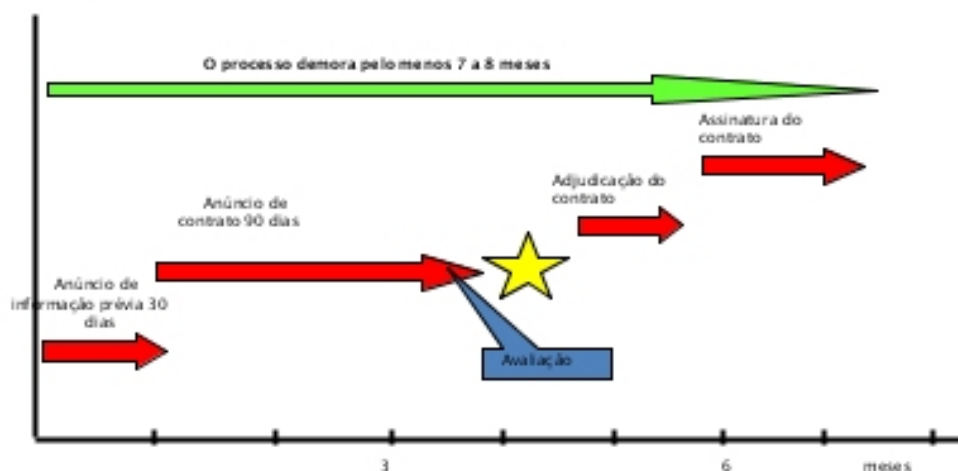 O processo demora pelo menos 7 a 8 meses
Assinatura do
contrato
Adjudicação do
contrato
Anúncio de
contrato 90 dias
Anúncio de
informação prévia 30
dias
Avaliação
3
6
meses